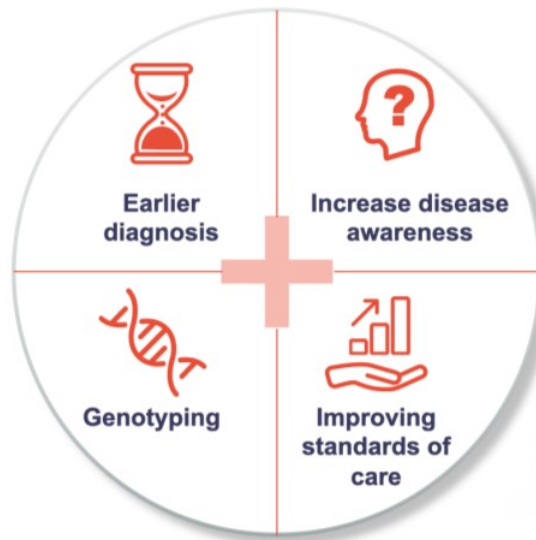 Earlier
diagnosis
Increase disease
awareness
?
Genotyping
Improving
standards of
care